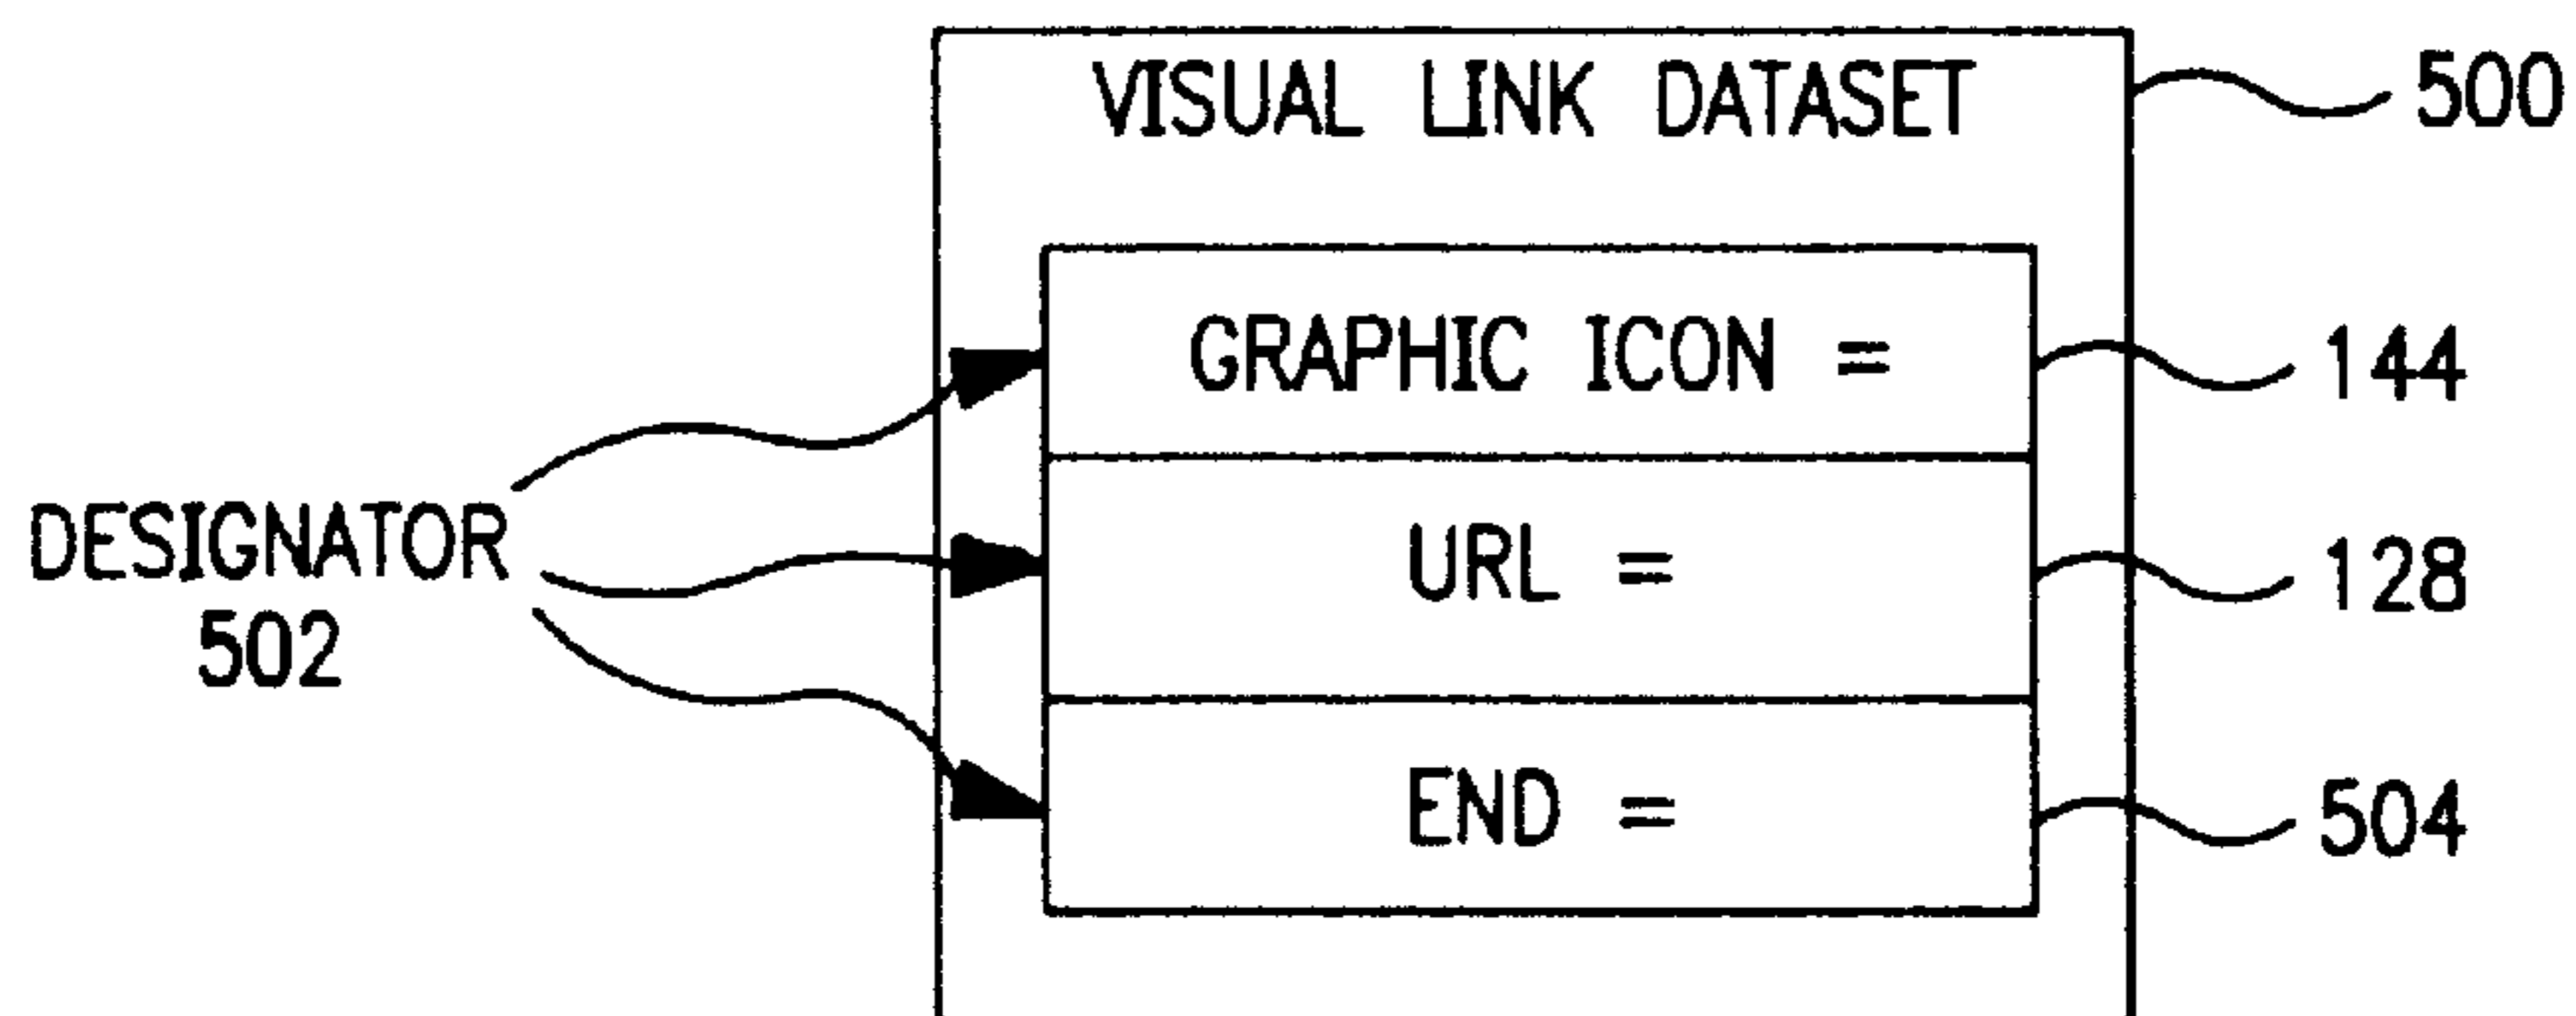 VISUAL LINK DATASET 500
GRAPHIC ICON = 144
DESIGNATOR
502
URL = 128
END = 504